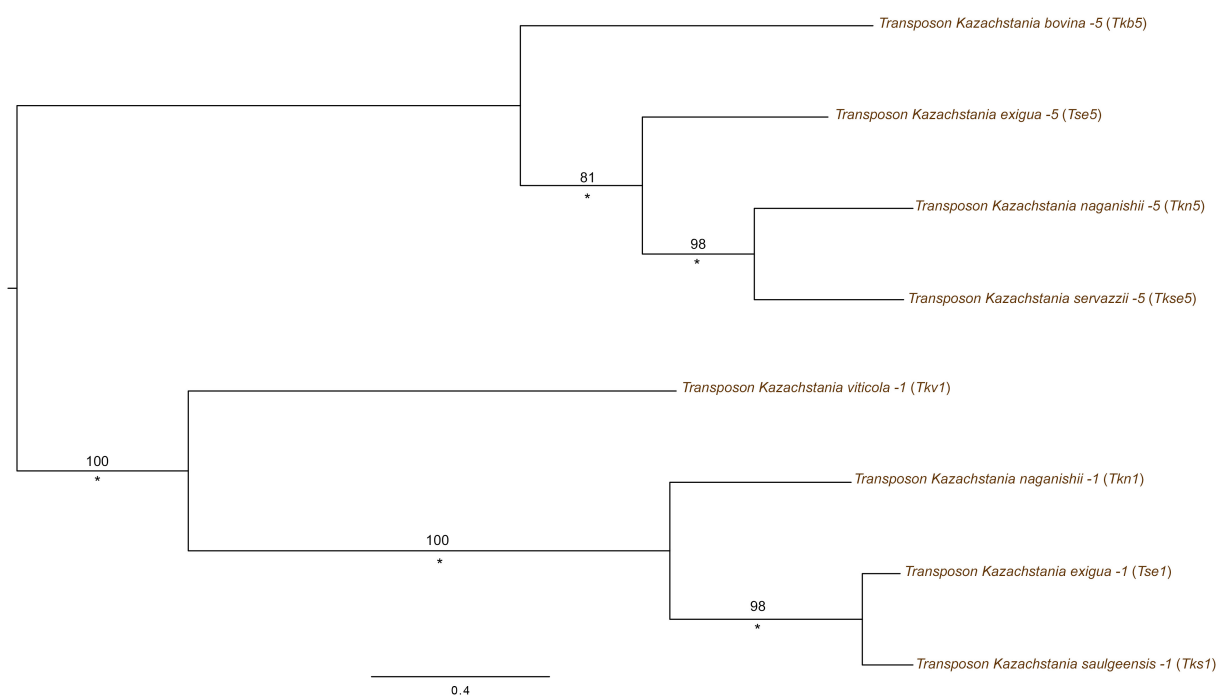 Transposon Kazachstania bovina -5 (Tkb5)
Transposon Kazachstania exigua -5 (Tse5)
81
*
Transposon Kazachstania naganishii -5 (Tkn5)
98
*
Transposon Kazachstania servazzii -5 (Tkse5)
Transposon Kazachstania viticola -1 (Tkv1)
100
*
Transposon Kazachstania naganishii -1 (Tkn1)
100
*
Transposon Kazachstania exigua -1 (Tse1)
98
*
Transposon Kazachstania saulgeensis -1 (Tks1)
0.4